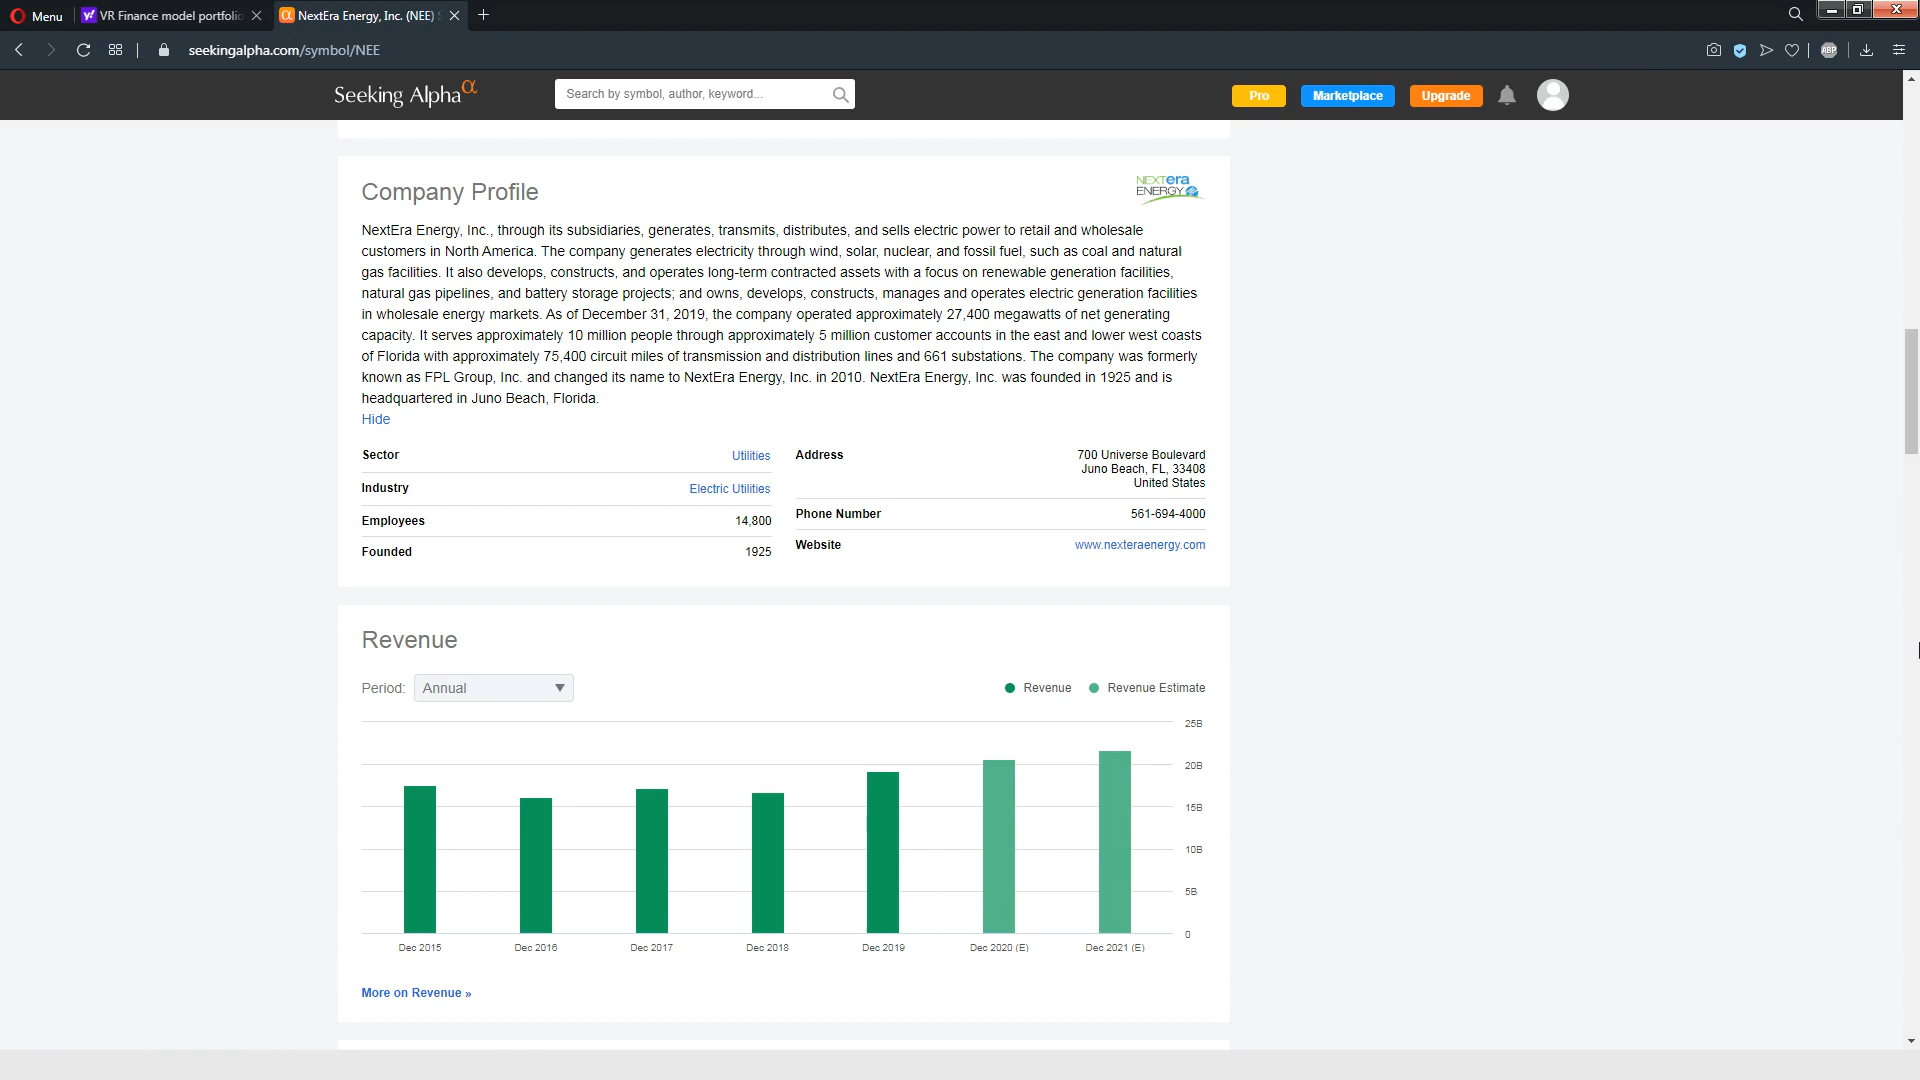 Menu
VR Finance model portfolio
NextEra Energy, Inc. (NEE) S
seekingalpha.com/symbol/NEE
ABP
Seeking Alpha α
Search by symbol, author, keyword...
Pro
Marketplace
Upgrade
Company Profile
NEXTera
ENERGY
NextEra Energy, Inc., through its subsidiaries, generates, transmits, distributes, and sells electric power to retail and wholesale
customers in North America. The company generates electricity through wind, solar, nuclear, and fossil fuel, such as coal and natural
gas facilities. It also develops, constructs, and operates long-term contracted assets with a focus on renewable generation facilities,
natural gas pipelines, and battery storage projects; and owns, develops, constructs, manages and operates electric generation facilities
in wholesale energy markets. As of December 31, 2019, the company operated approximately 27,400 megawatts of net generating
capacity. It serves approximately 10 million people through approximately 5 million customer accounts in the east and lower west coasts
of Florida with approximately 75,400 circuit miles of transmission and distribution lines and 661 substations. The company was formerly
known as FPL Group, Inc. and changed its name to NextEra Energy, Inc. in 2010. NextEra Energy, Inc. was founded in 1925 and is
headquartered in Juno Beach, Florida.
Hide
Sector Utilities
Industry Electric Utilities
Employees 14,800
Founded 1925
Address 700 Universe Boulevard
Juno Beach, FL, 33408
United States
Phone Number 561-694-4000
Website www.nexteraenergy.com
Revenue
Period: Annual
Revenue Revenue Estimate
25B
20B
15B
10B
5B
0
Dec 2015 Dec 2016 Dec 2017 Dec 2018 Dec 2019 Dec 2020 (E) Dec 2021 (E)
More on Revenue »